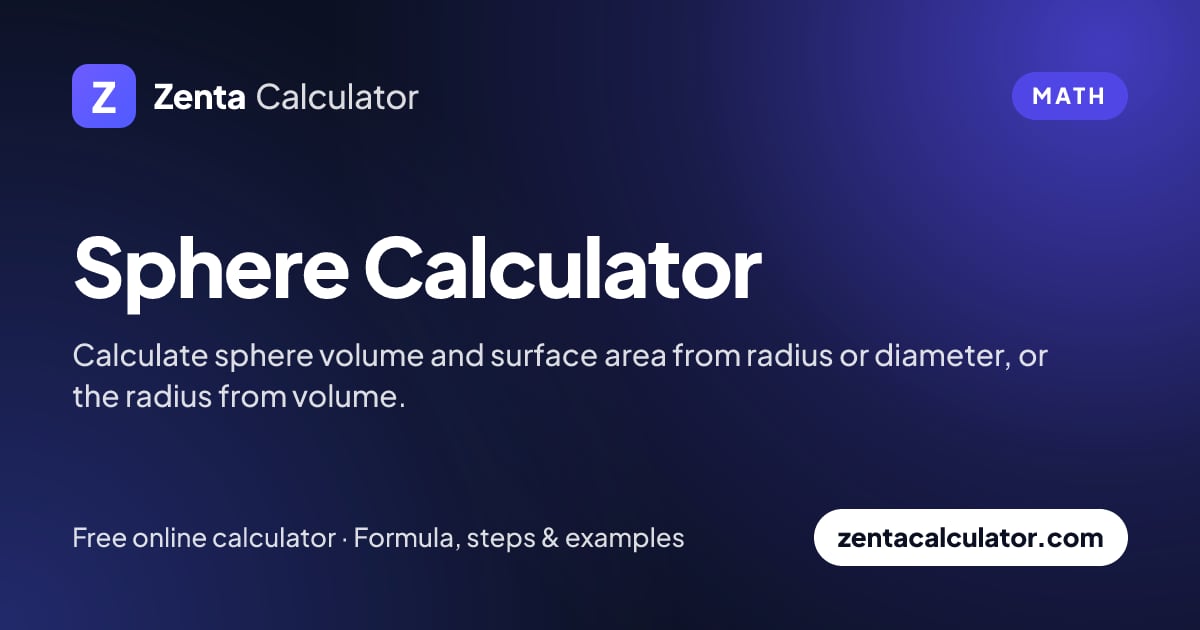 Z Zenta Calculator
MATH
Sphere Calculator
Calculate sphere volume and surface area from radius or diameter, or
the radius from volume.
Free online calculator · Formula, steps & examples
zentacalculator.com